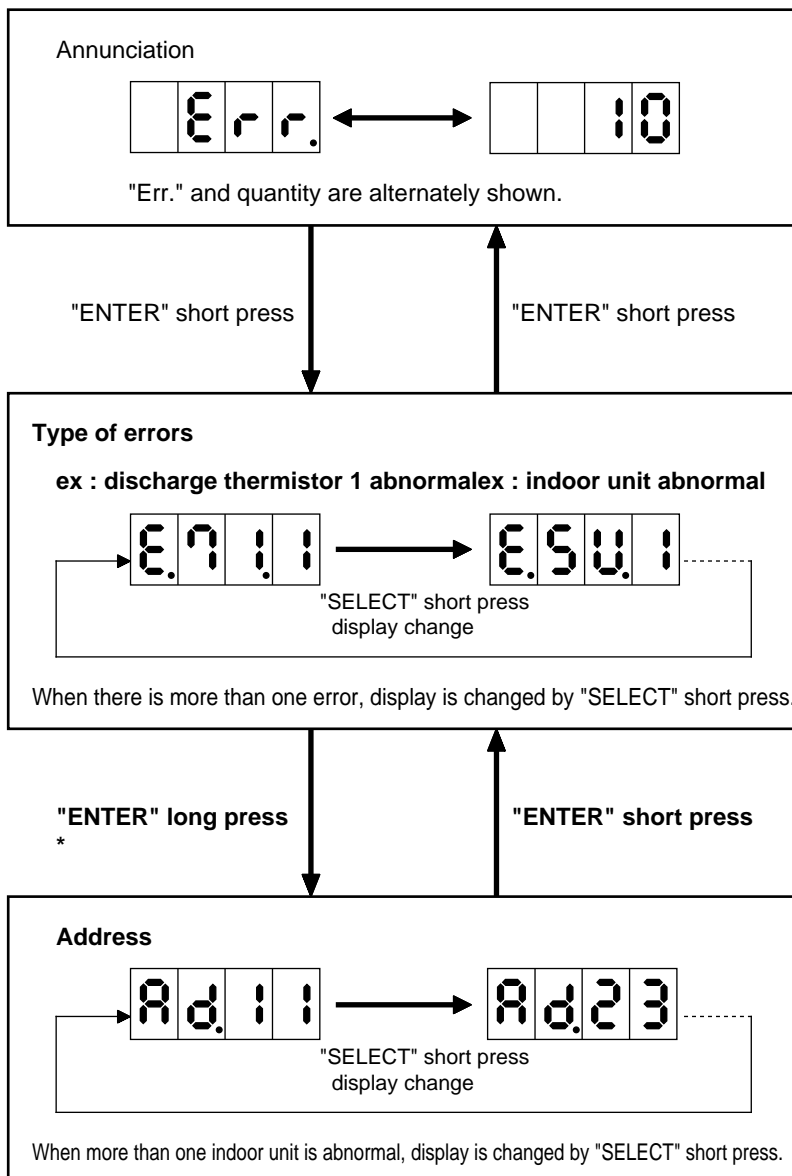 Annunciation
Err. 10
"Err." and quantity are alternately shown.
"ENTER" short press "ENTER" short press
Type of errors
ex : discharge thermistor 1 abnormalex : indoor unit abnormal
E.71.1 E.5U.1
"SELECT" short press
display change
When there is more than one error, display is changed by "SELECT" short press.
"ENTER" long press "ENTER" short press
*
Address
Ad.11 Ad.23
"SELECT" short press
display change
When more than one indoor unit is abnormal, display is changed by "SELECT" short press.